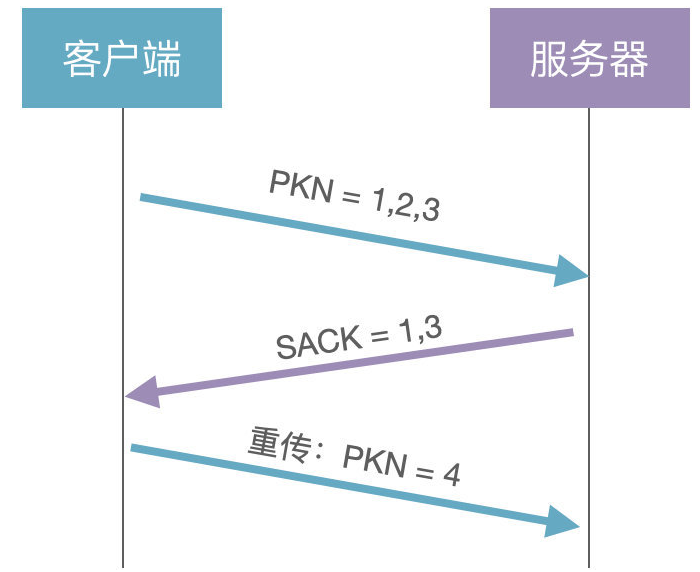 客户端
服务器
PKN = 1,2,3
SACK = 1,3
重传：PKN = 4